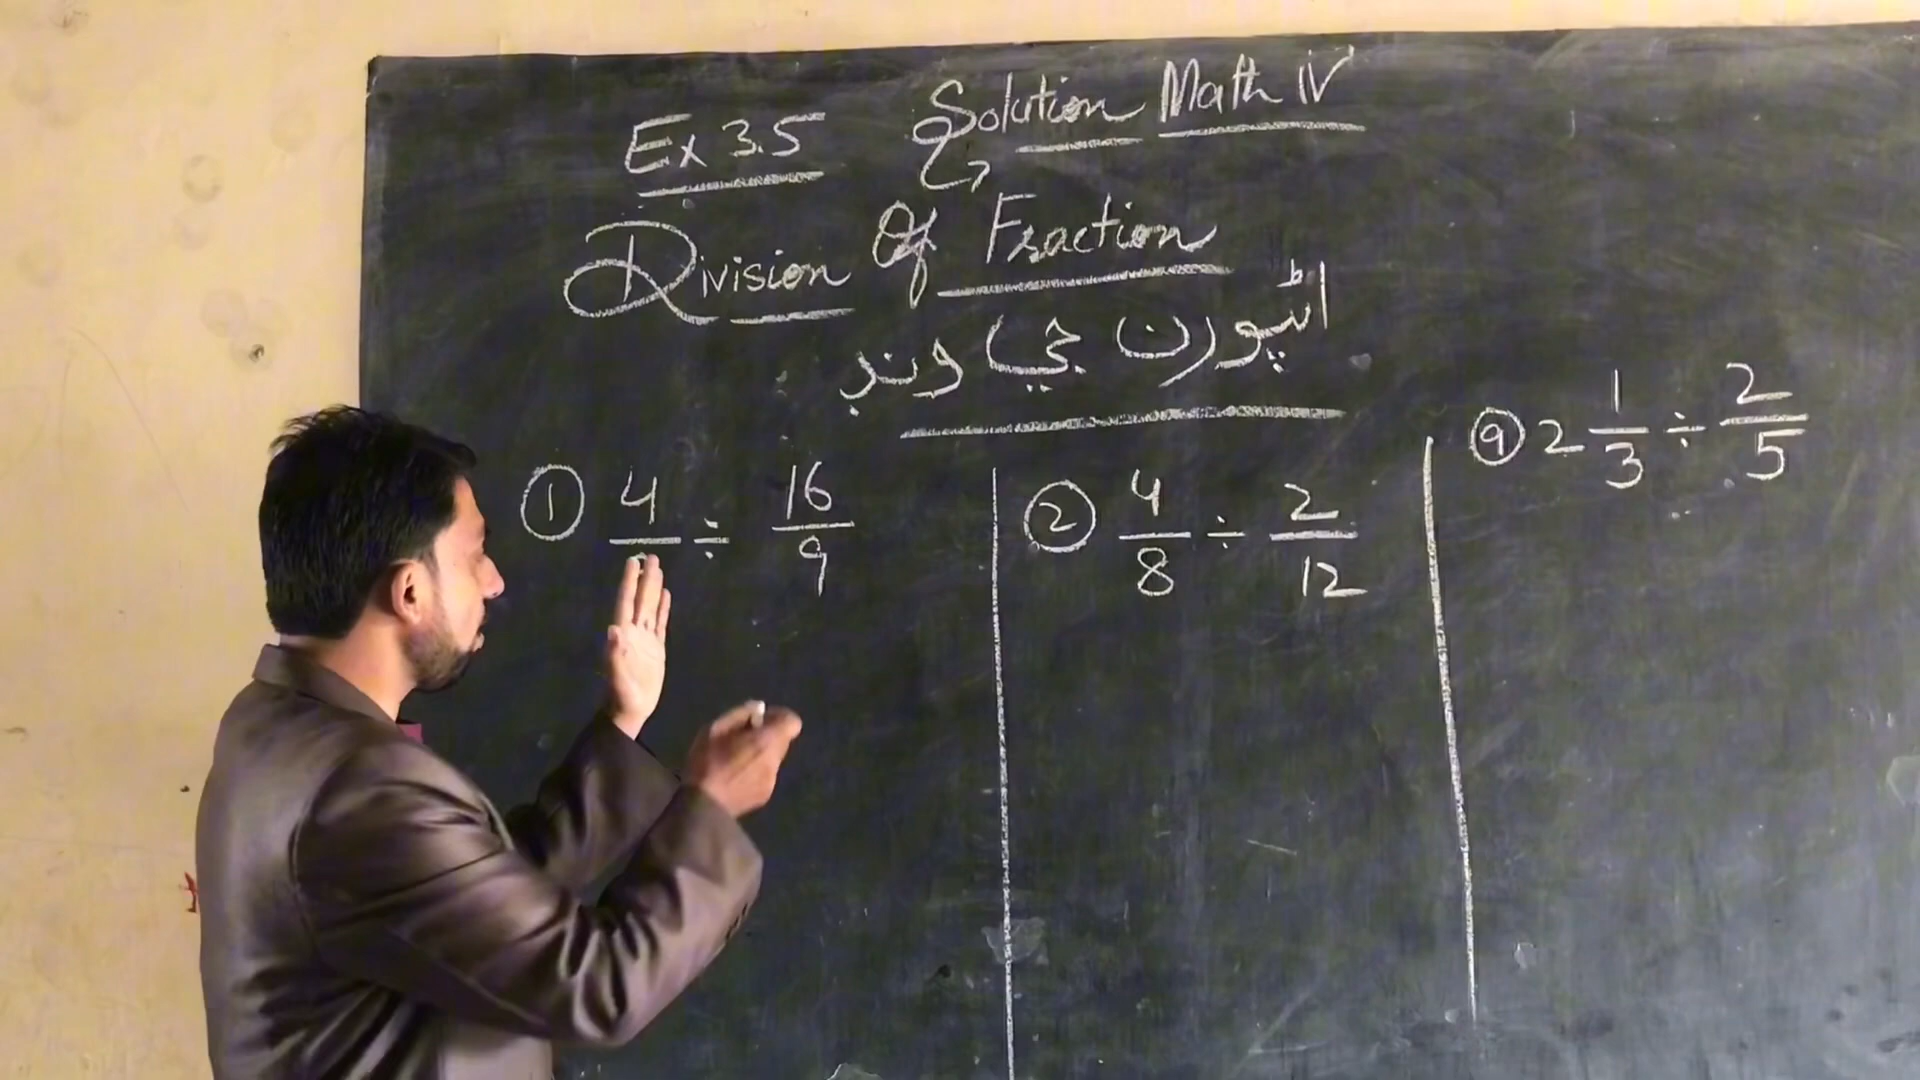 Ex 3.5 Solution Math IV
Division Of Fraction
اڻپورن جي ونڊ
① 4/ ÷ 16/9
② 4/8 ÷ 2/12
⑨ 2 1/3 ÷ 2/5